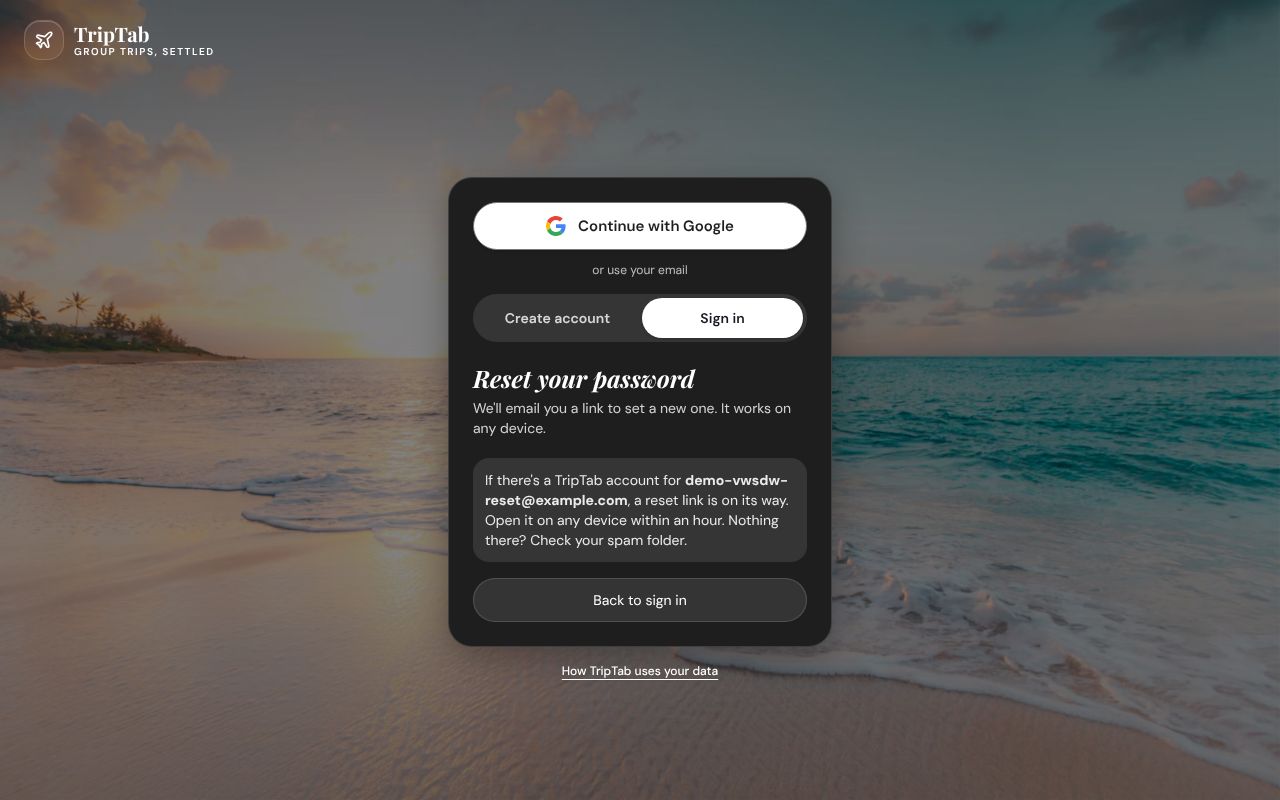 TripTab
GROUP TRIPS, SETTLED
Continue with Google
or use your email
Create account
Sign in
Reset your password
We'll email you a link to set a new one. It works on
any device.
If there's a TripTab account for demo-vwsdw-
reset@example.com, a reset link is on its way.
Open it on any device within an hour. Nothing
there? Check your spam folder.
Back to sign in
How TripTab uses your data